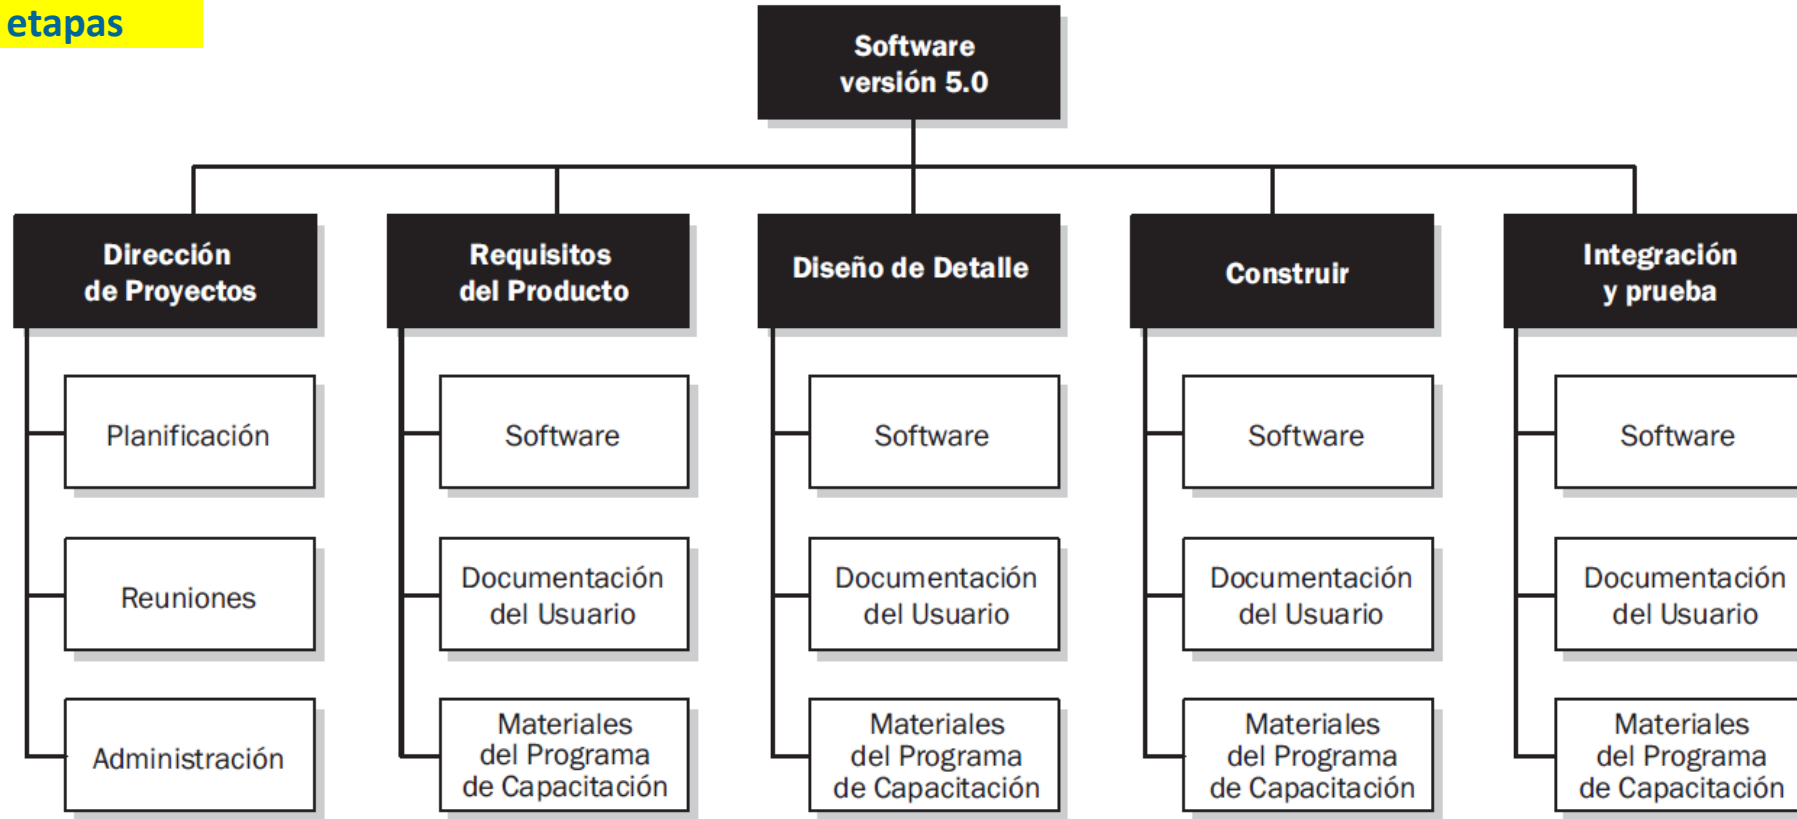 etapas
Software
versión 5.0
Dirección
de Proyectos
Requisitos
del Producto
Diseño de Detalle
Construir
Integración
y prueba
Planificación
Software
Software
Software
Software
Reuniones
Documentación
del Usuario
Documentación
del Usuario
Documentación
del Usuario
Documentación
del Usuario
Administración
Materiales
del Programa
de Capacitación
Materiales
del Programa
de Capacitación
Materiales
del Programa
de Capacitación
Materiales
del Programa
de Capacitación